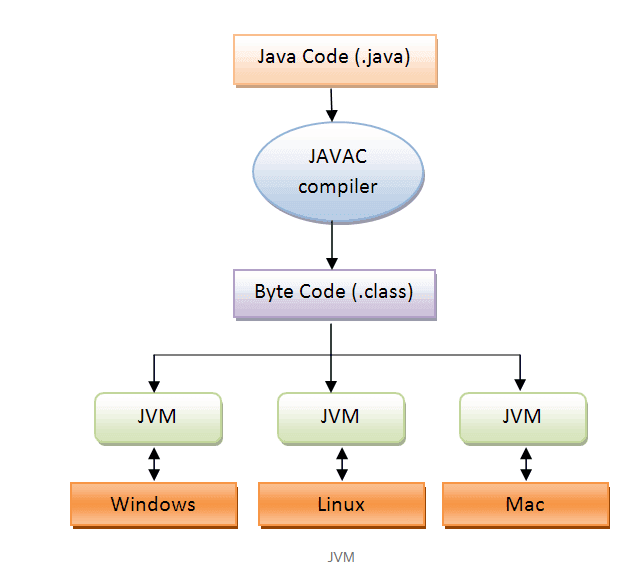 Java Code (.java)
JAVAC
compiler
Byte Code (.class)
JVM JVM JVM
Windows Linux Mac
JVM